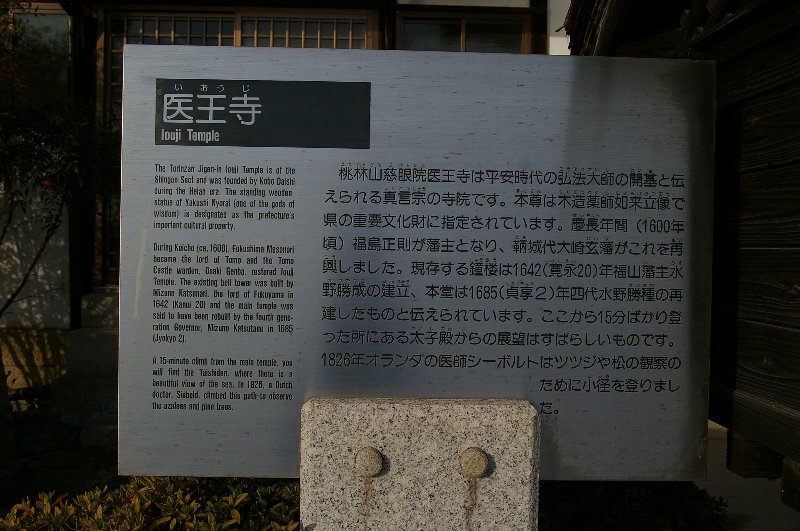 いおうじ
医王寺
Iouji Temple
The Torinzan Jigen-in Iouji Temple is of the
Shingon Sect and was founded by Kobo Daishi
during the Heian era. The standing wooden
statue of Yakushi Nyorai (one of the gods of
wisdom) is designated as the prefecture's
important cultural property.
During Keicho (ca. 1600), Fukushima Masanori
became the lord of Tomo and the Tomo
Castle warden, Osaki Genba, restored Iouji
Temple. The existing bell tower was built by
Mizuno Katsunari, the lord of Fukuyama in
1642 (Kanei 20) and the main temple was
said to have been rebuilt by the fourth gene-
ration Governor, Mizuno Katsutane in 1685
(Jyokyo 2).
A 15-minute climb from the main temple, you
will find the Taishiden, where there is a
beautiful view of the sea. In 1826, a Dutch
doctor, Siebold, climbed this path to observe
the azaleas and pine trees.
桃林山慈眼院医王寺は平安時代の弘法大師の開基と伝
えられる真言宗の寺院です。本尊は木造薬師如来立像で
県の重要文化財に指定されています。慶長年間（1600年
頃）福島正則が藩主となり、鞆城代大崎玄蕃がこれを再
興しました。現存する鐘楼は1642(寛永20)年福山藩主水
野勝成の建立、本堂は1685(貞享2)年四代水野勝種の再
建したものと伝えられています。ここから15分ばかり登
った所にある太子殿からの展望はすばらしいものです。
1826年オランダの医師シーボルトはツツジや松の観察の
ために小径を登りまし
た。